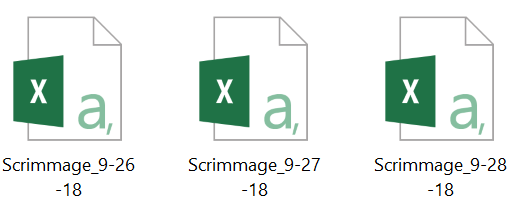 X a,
X a,
X a,
Scrimmage_9-26
-18
Scrimmage_9-27
-18
Scrimmage_9-28
-18